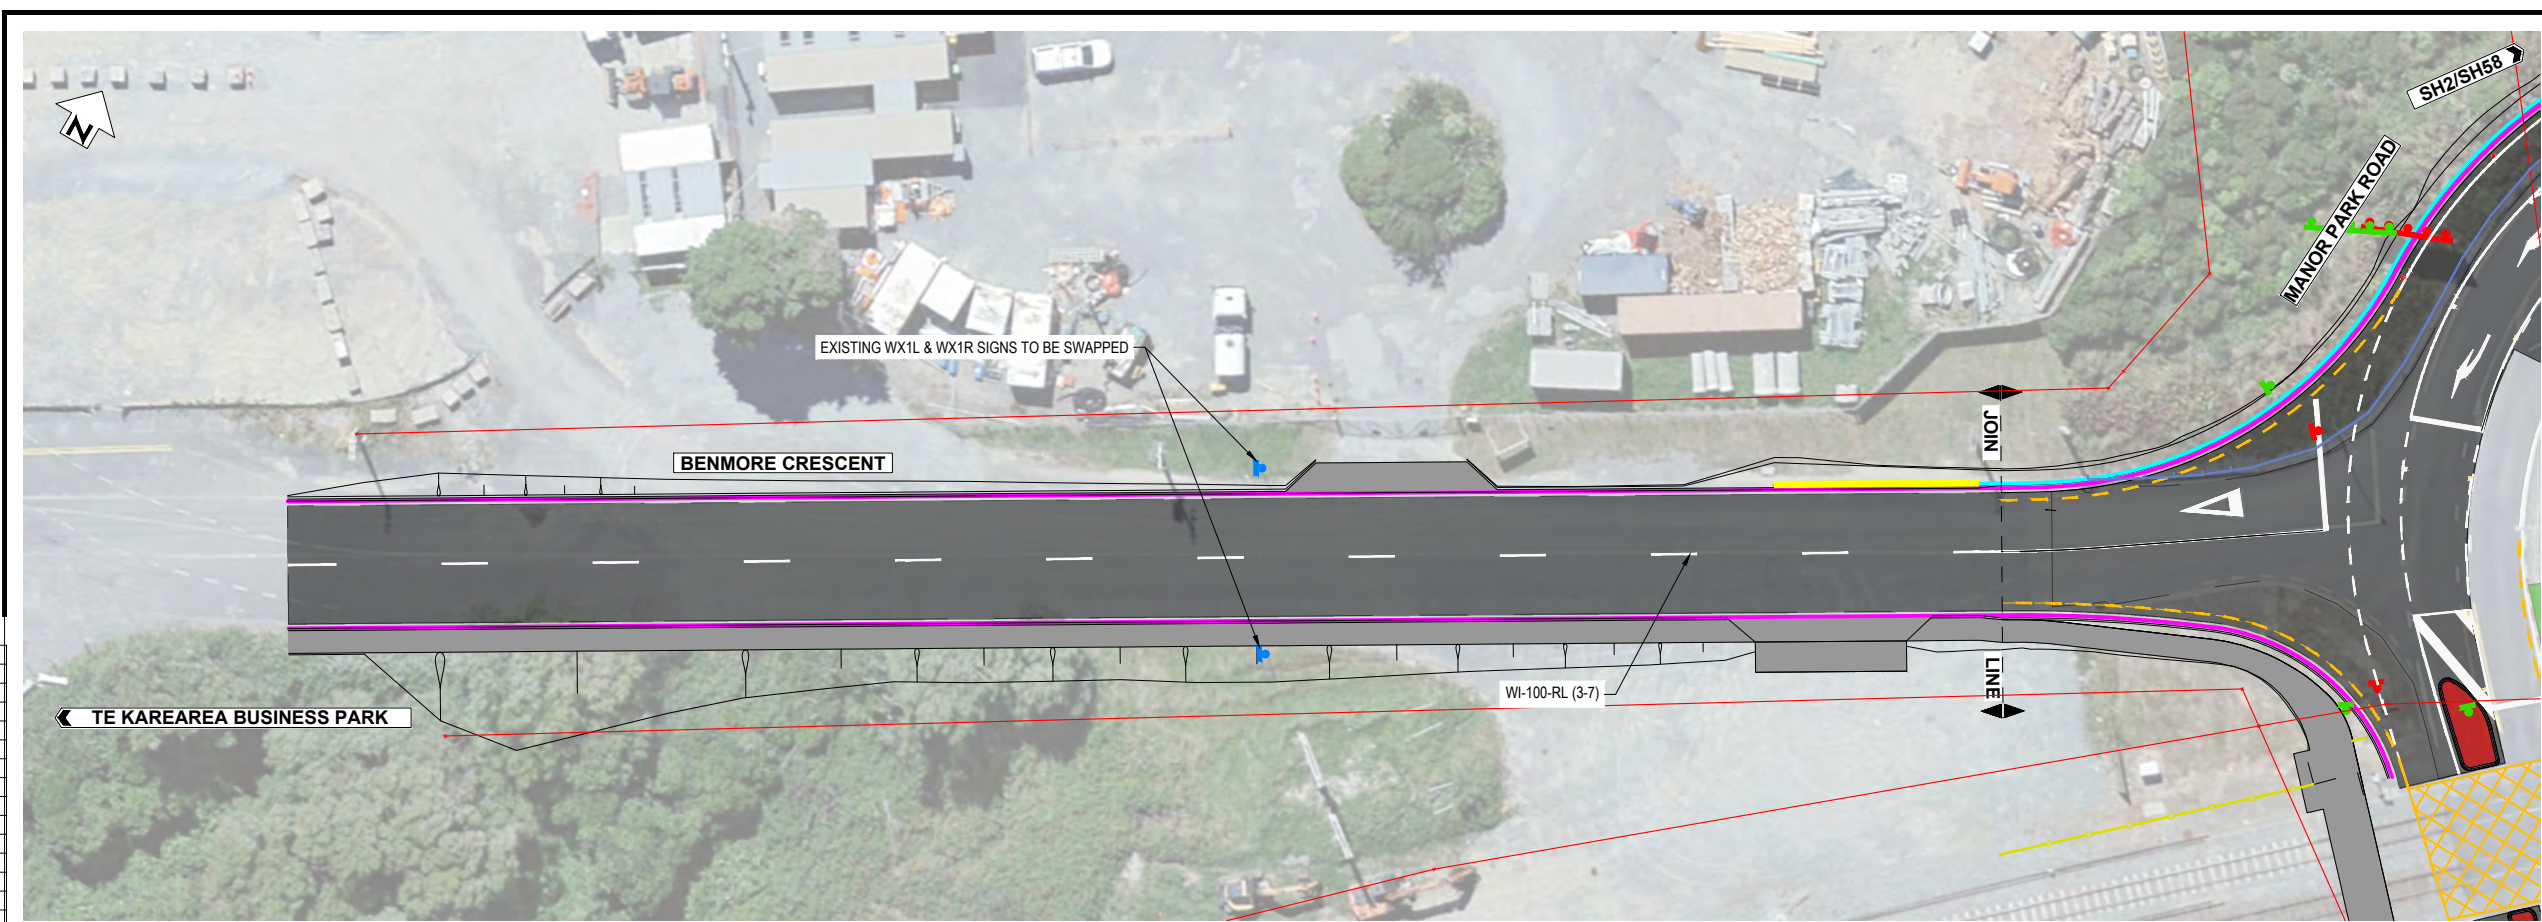 N
SH2/SH58
MANOR PARK ROAD
EXISTING WX1L & WX1R SIGNS TO BE SWAPPED
BENMORE CRESCENT
JOIN
LINE
WI-100-RL (3-7)
TE KAREAREA BUSINESS PARK